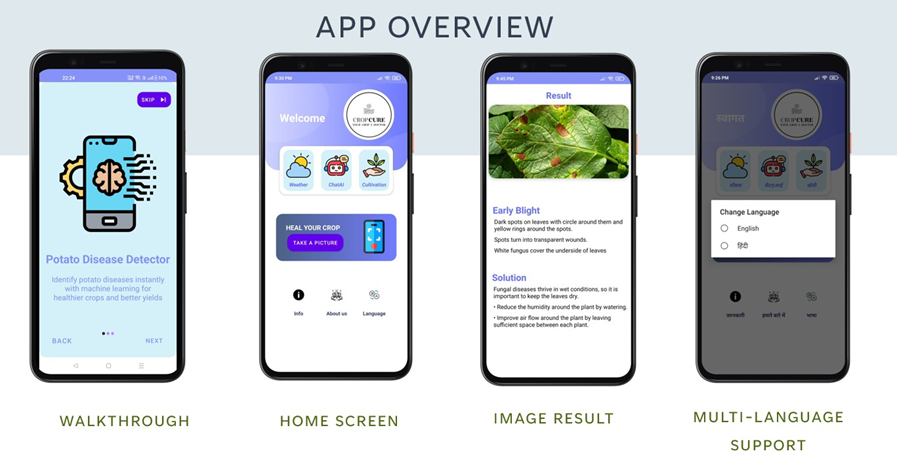 APP OVERVIEW
22:24
10%
SKIP
Potato Disease Detector
Identify potato diseases instantly
with machine learning for
healthier crops and better yields
BACK
NEXT
WALKTHROUGH
9:30 PM
Welcome
CROPCURE
Weather
ChatAI
Cultivation
HEAL YOUR CROP
TAKE A PICTURE
Info
About us
Language
HOME SCREEN
9:45 PM
Result
Early Blight
Dark spots on leaves with circle around them and
yellow rings around the spots.
Spots turn into transparent wounds.
White fungus cover the underside of leaves
Solution
Fungal diseases thrive in wet conditions, so it is
important to keep the leaves dry.
• Reduce the humidity around the plant by watering.
• Improve air flow around the plant by leaving
sufficient space between each plant.
IMAGE RESULT
9:26 PM
स्वागत
CROPCURE
मौसम
खेती
Change Language
English
हिंदी
जानकारी
हमारे बारे में
भाषा
MULTI-LANGUAGE
SUPPORT